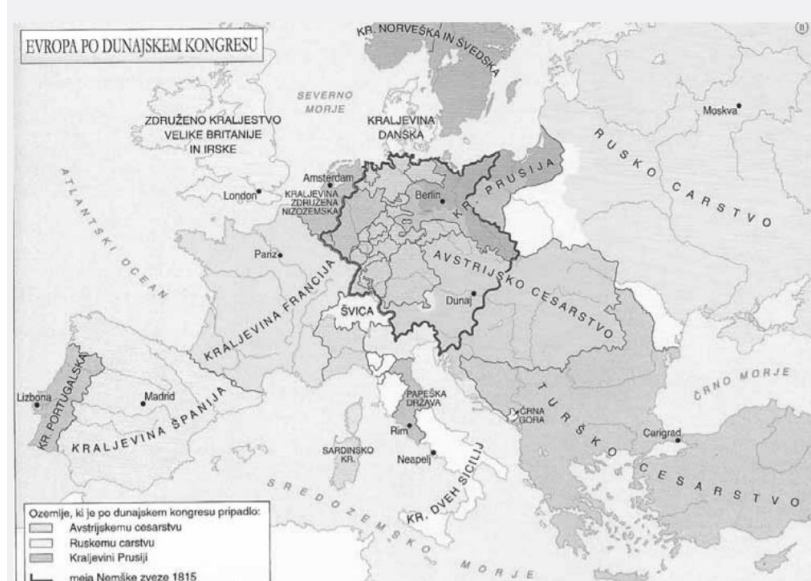 EVROPA PO DUNAJSKEM KONGRESU
KR. NORVEŠKA IN ŠVEDSKA
SEVERNO
MORJE
ZDRUŽENO KRALJESTVO
VELIKE BRITANIJE
IN IRSKE
KRALJEVINA
DANSKA
Moskva
RUSKO CARSTVO
ATLANTSKI OCEAN
London
Amsterdam
KRALJEVINA
ZDRUŽENA
NIZOZEMSKA
Berlin
KR. PRUSIJA
Pariz
KRALJEVINA FRANCIJA
AVSTRIJSKO CESARSTVO
Dunaj
ŠVICA
Lizbona
KR. PORTUGALSKA
Madrid
KRALJEVINA ŠPANIJA
PAPEŠKA
DRŽAVA
Rim
SARDINSKO
KR.
Neapelj
KR. DVEH SICILIJ
ČRNA
GORA
TURŠKO CESARSTVO
Carigrad
ČRNO MORJE
SREDOZEMSKO MORJE
Ozemlje, ki je po dunajskem kongresu pripadlo:
Avstrijskemu cesarstvu
Ruskemu carstvu
Kraljevini Prusiji
meja Nemške zveze 1815